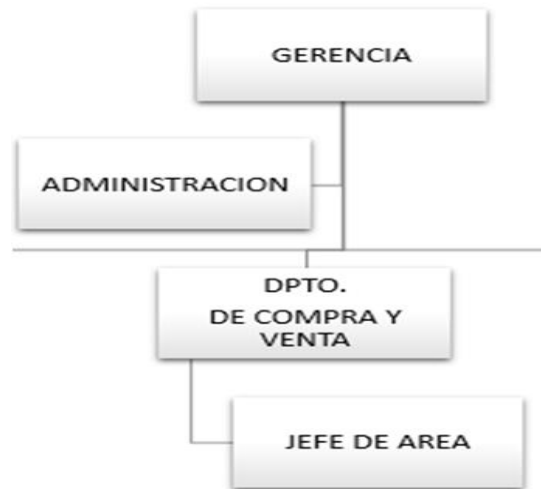 GERENCIA
ADMINISTRACION
DPTO.
DE COMPRA Y
VENTA
JEFE DE AREA